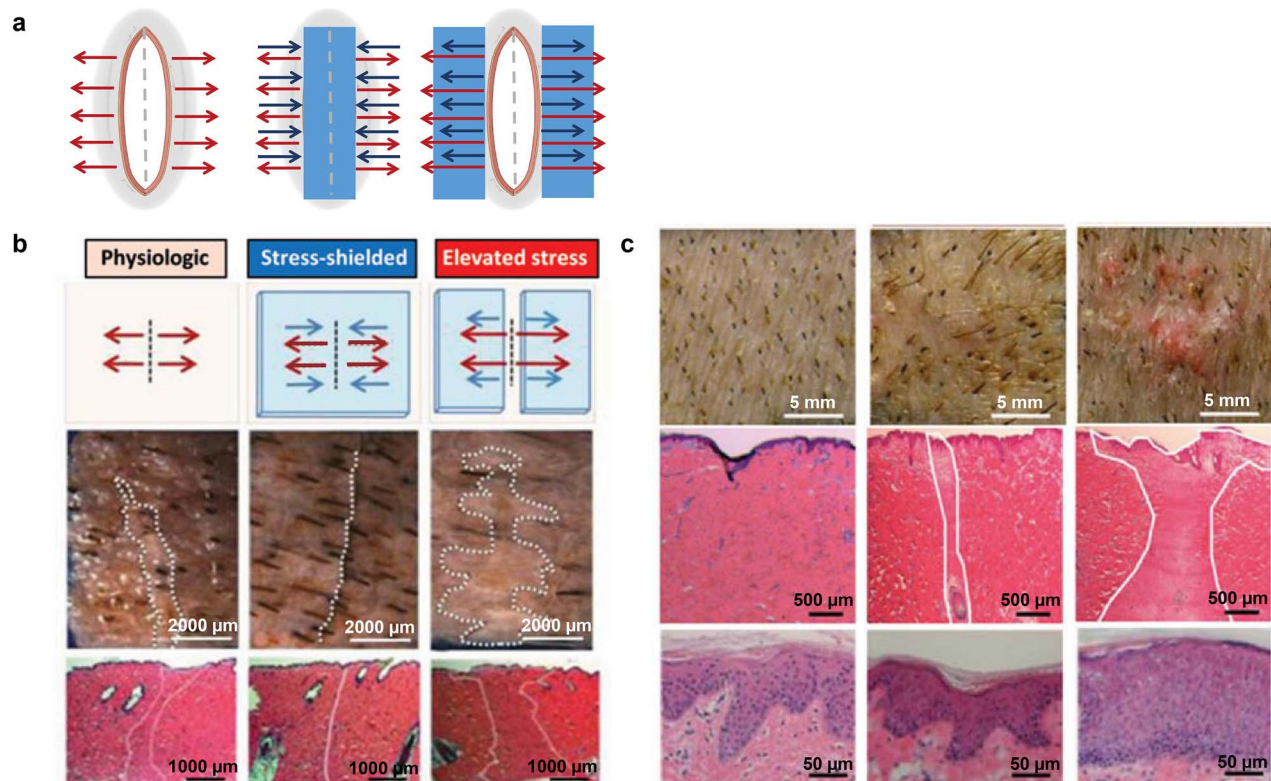 a
b
Physiologic
Stress-shielded
Elevated stress
2000 µm
2000 µm
2000 µm
1000 µm
1000 µm
1000 µm
c
5 mm
5 mm
5 mm
500 µm
500 µm
500 µm
50 µm
50 µm
50 µm